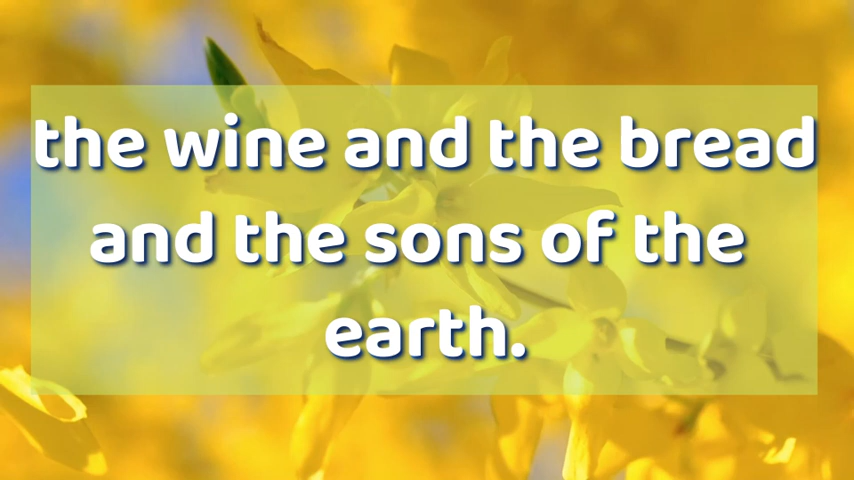 the wine and the bread
and the sons of the
earth.